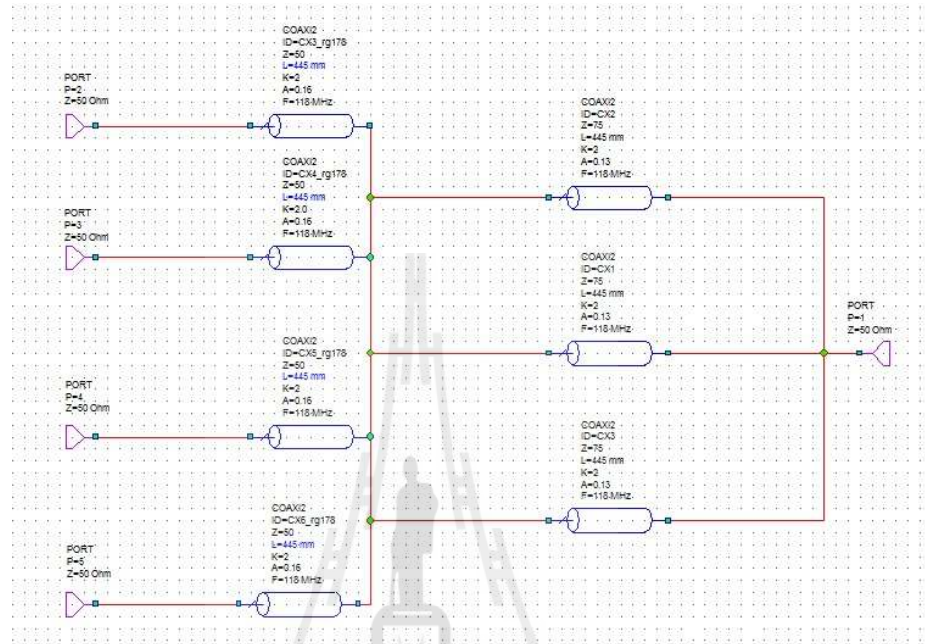 COAXI2
ID=CX3_rg178
Z=50
L=445 mm
K=2
A=0.16
F=118 MHz
PORT
P=2
Z=50 Ohm
COAXI2
ID=CX4_rg178
Z=50
L=445 mm
K=2.0
A=0.16
F=118 MHz
PORT
P=3
Z=50 Ohm
COAXI2
ID=CX5_rg178
Z=50
L=445 mm
K=2
A=0.16
F=118 MHz
PORT
P=4
Z=50 Ohm
COAXI2
ID=CX6_rg178
Z=50
L=445 mm
K=2
A=0.16
F=118 MHz
PORT
P=5
Z=50 Ohm
COAXI2
ID=CX2
Z=75
L=445 mm
K=2
A=0.13
F=118 MHz
COAXI2
ID=CX1
Z=75
L=445 mm
K=2
A=0.13
F=118 MHz
COAXI2
ID=CX3
Z=75
L=445 mm
K=2
A=0.13
F=118 MHz
PORT
P=1
Z=50 Ohm